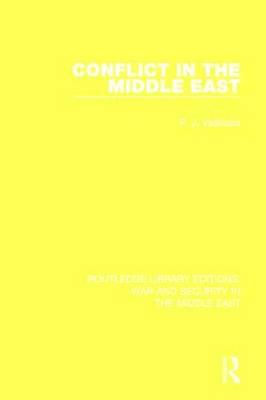 CONFLICT IN THE
MIDDLE EAST
P. J. Vatikiotis
ROUTLEDGE LIBRARY EDITIONS:
WAR AND SECURITY IN
THE MIDDLE EAST
R